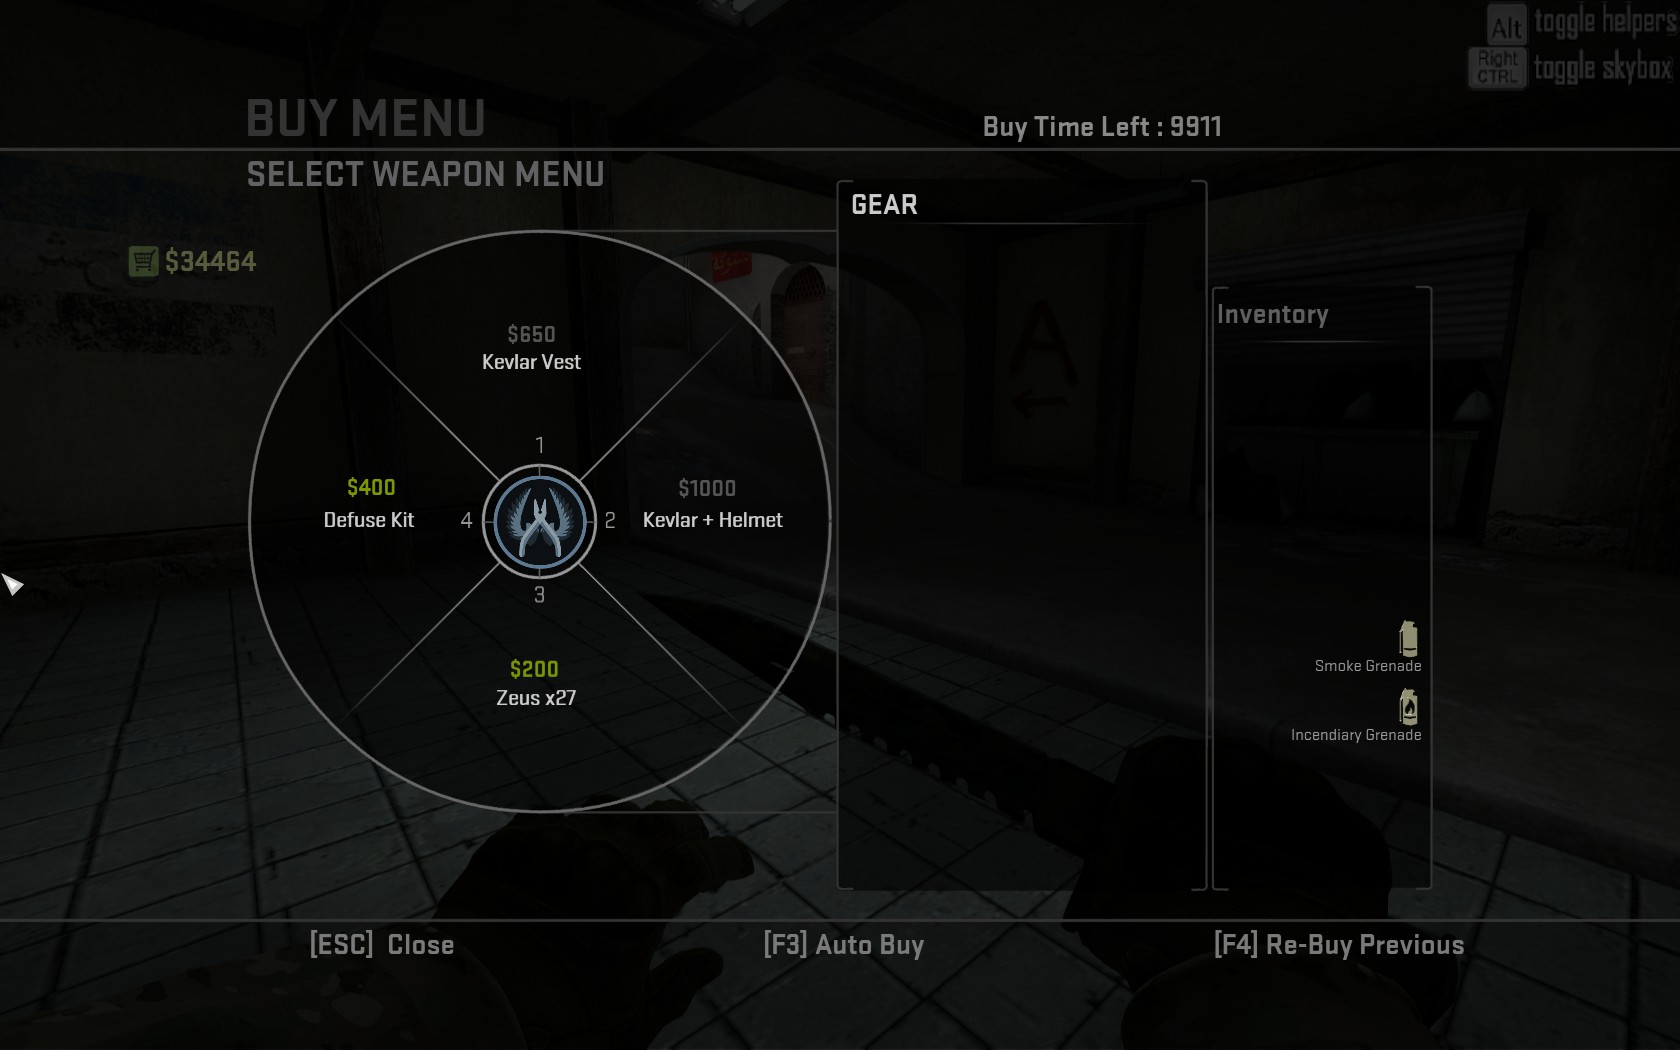 Alt toggle helpers
Right CTRL toggle skybox
BUY MENU
Buy Time Left : 9911
SELECT WEAPON MENU
GEAR
$34464
Inventory
$650
Kevlar Vest
1
$400
Defuse Kit
4
2
$1000
Kevlar + Helmet
3
$200
Zeus x27
A
Smoke Grenade
Incendiary Grenade
[ESC] Close
[F3] Auto Buy
[F4] Re-Buy Previous